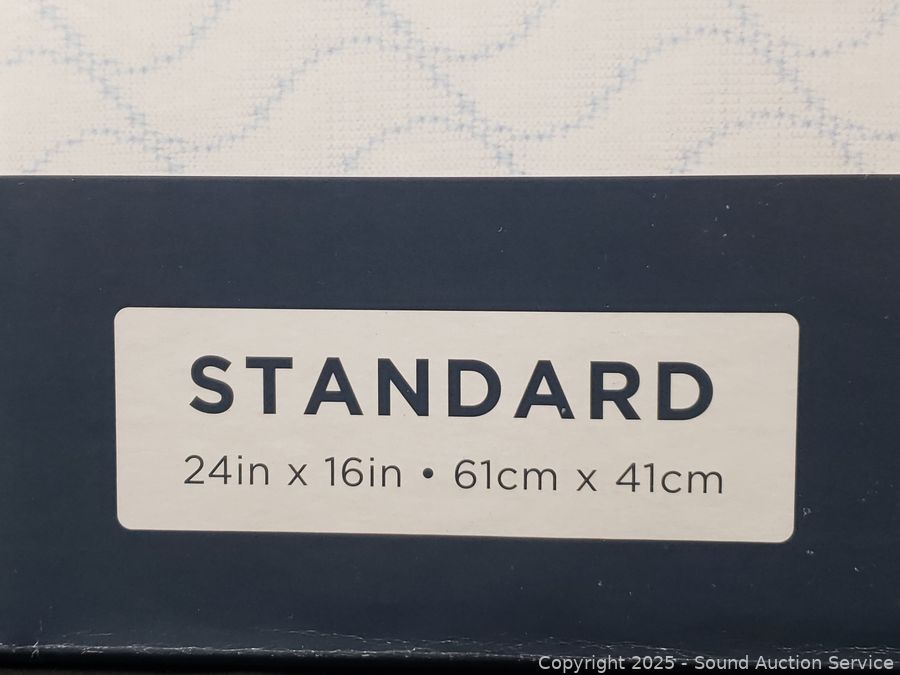 STANDARD
24in x 16in • 61cm x 41cm
Copyright 2025 - Sound Auction Service